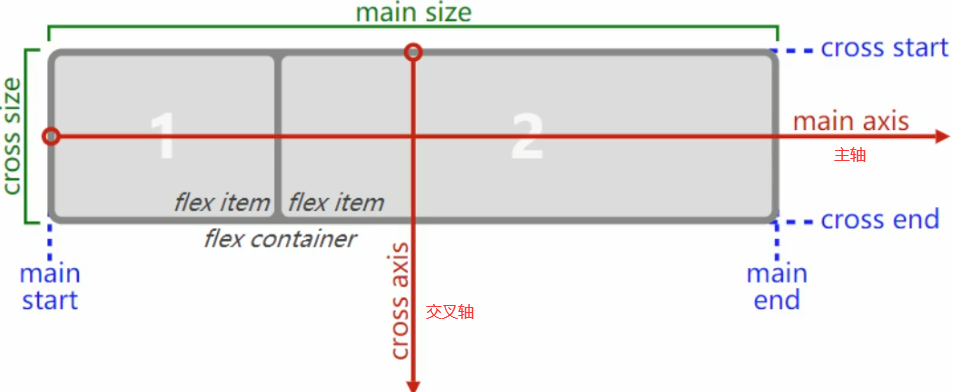 main size
cross start
cross size
1
2
main axis
主轴
flex item
flex item
cross end
flex container
main
start
cross axis
交叉轴
main
end